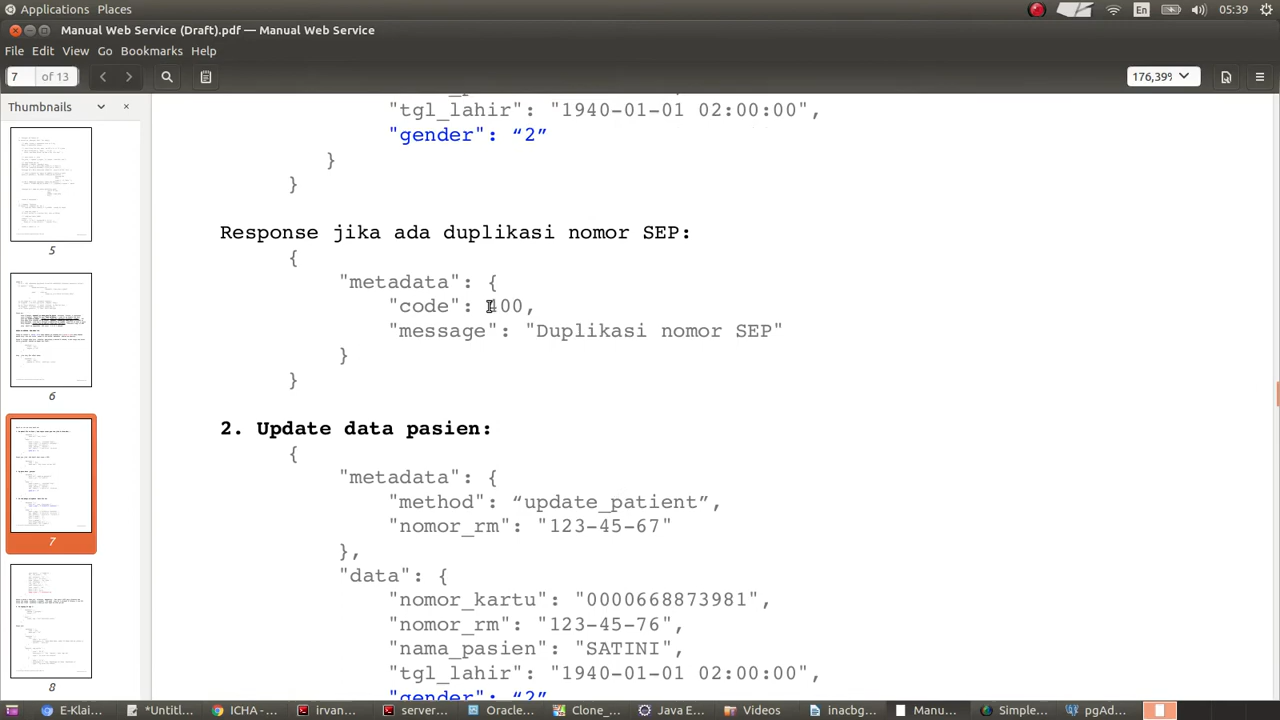 Applications Places En 05:39
Manual Web Service (Draft).pdf — Manual Web Service
File Edit View Go Bookmarks Help
7 of 13 176,39%
Thumbnails
5
6
7
8
"tgl_lahir": "1940-01-01 02:00:00",
"gender": “2”
}
}
Response jika ada duplikasi nomor SEP:
{
"metadata": {
"code": 400,
"message": "Duplikasi nomor SEP"
}
}
2. Update data pasien:
{
"metadata": {
"method": “update_patient”,
"nomor_rm": "123-45-67"
},
"data": {
"nomor_kartu": "0000668873981",
"nomor_rm": "123-45-76",
"nama_pasien": "SATINI",
"tgl_lahir": "1940-01-01 02:00:00",
"gender": “2”
E-Klai... *Untitl... ICHA -... irvan... server... Oracle... Clone_... Java E... Videos inacbg... Manu... Simple... pgAd...